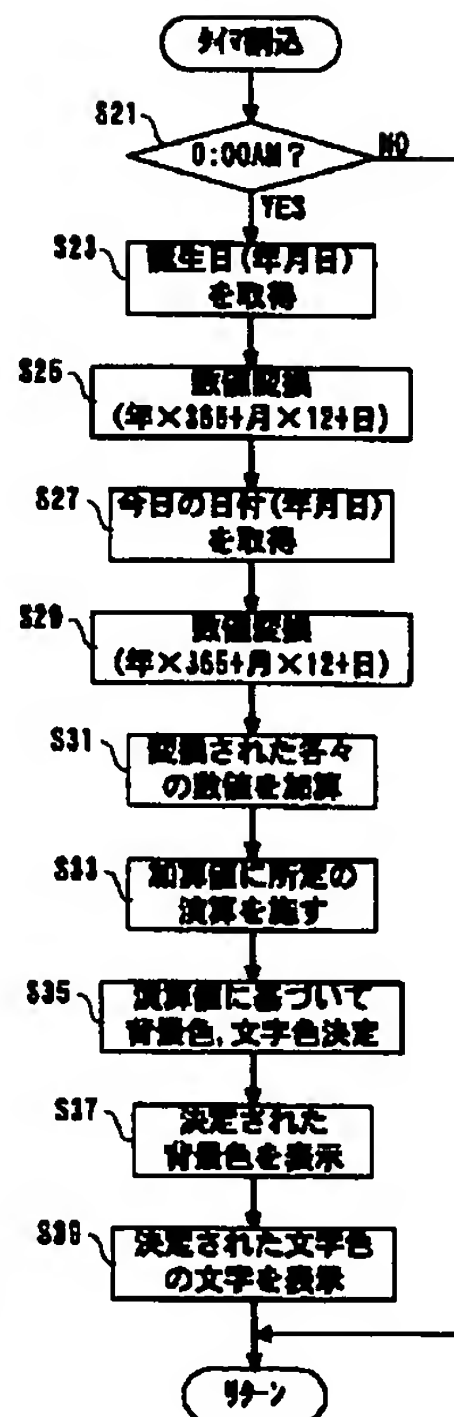 タイマ割込
S21
0:00AM?
NO
YES
S23
誕生日(年月日)
を取得
S25
数値変換
(年×365+月×12+日)
S27
今日の日付(年月日)
を取得
S29
数値変換
(年×365+月×12+日)
S31
変換された各々
の数値を加算
S33
加算値に所定の
演算を施す
S35
演算値に基づいて
背景色,文字色決定
S37
決定された
背景色を表示
S39
決定された文字色
の文字を表示
リターン